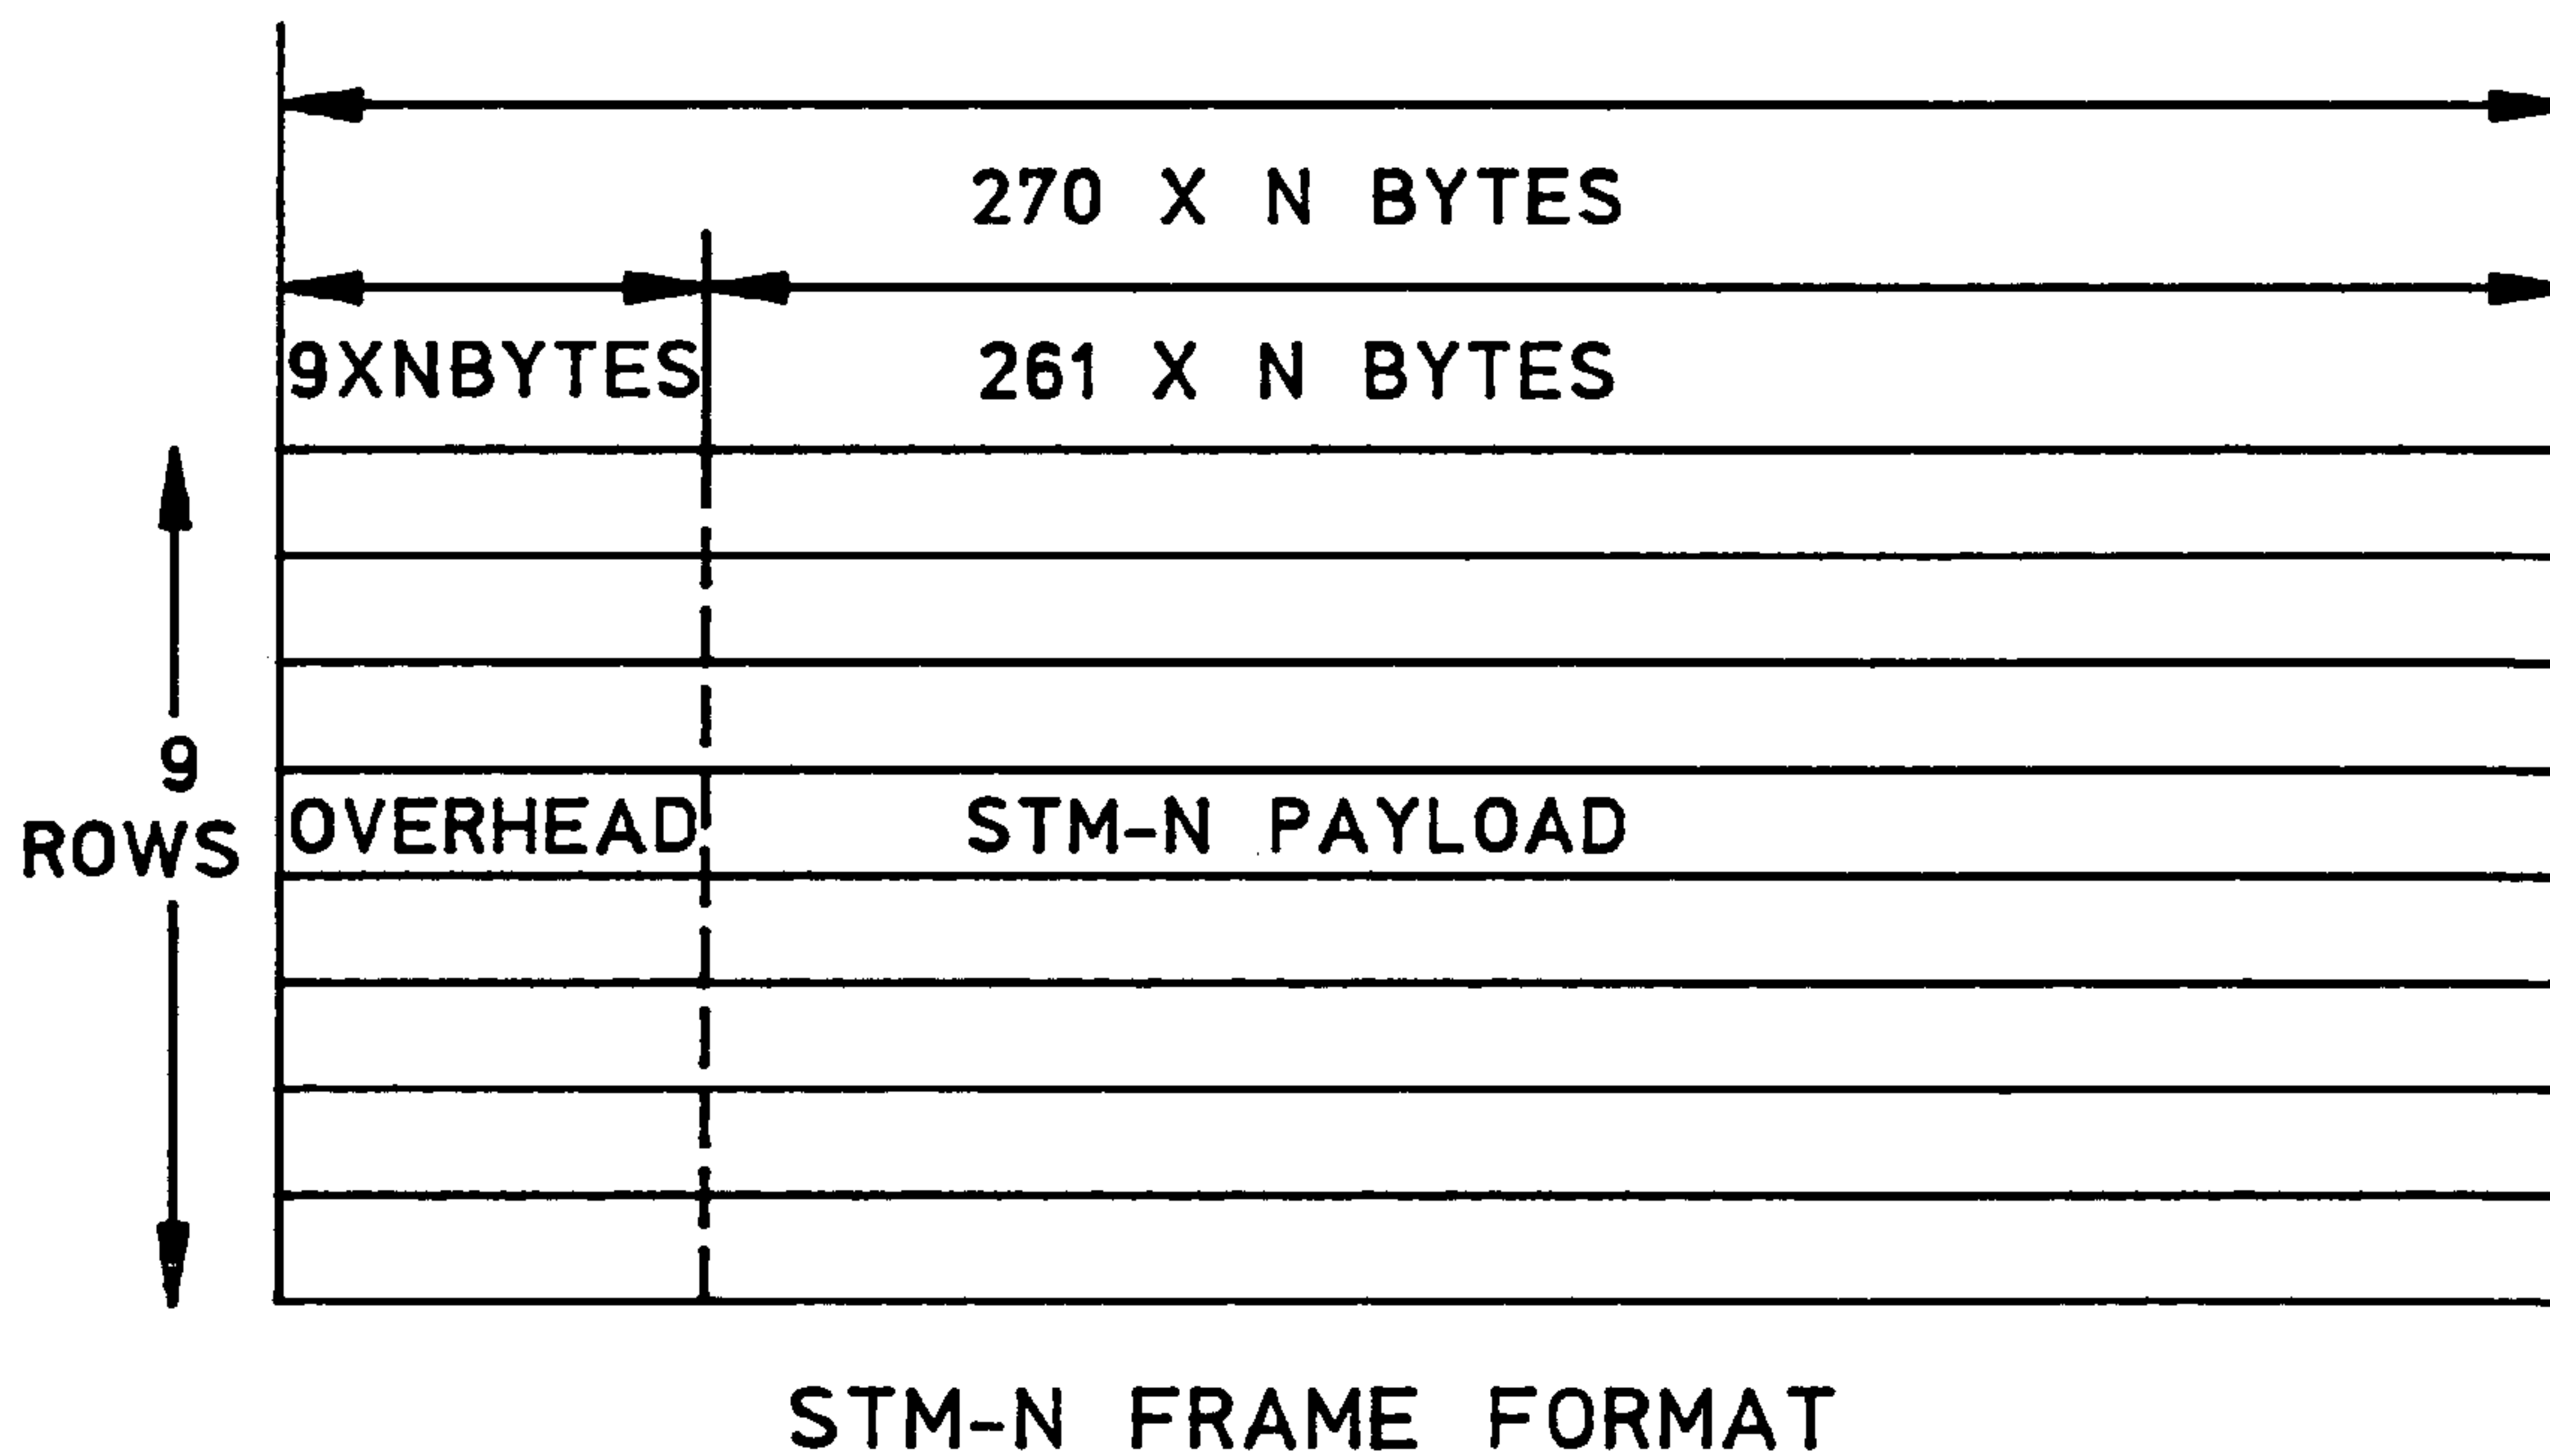 270 X N BYTES
9XNBYTES 261 X N BYTES
9
ROWS
OVERHEAD STM-N PAYLOAD
STM-N FRAME FORMAT